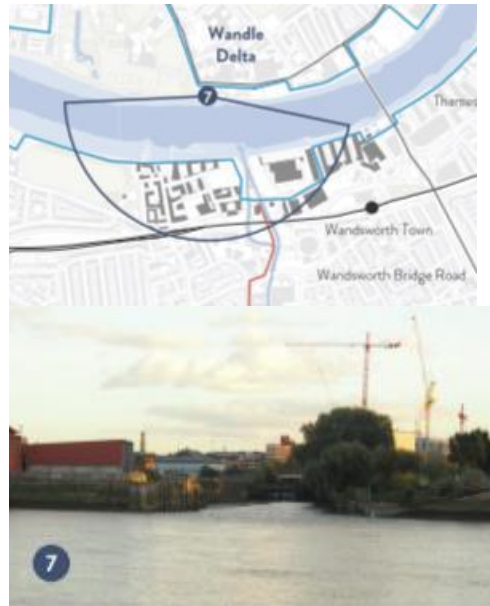 Wandle
Delta
7
Thames
Wandsworth Town
Wandsworth Bridge Road
7